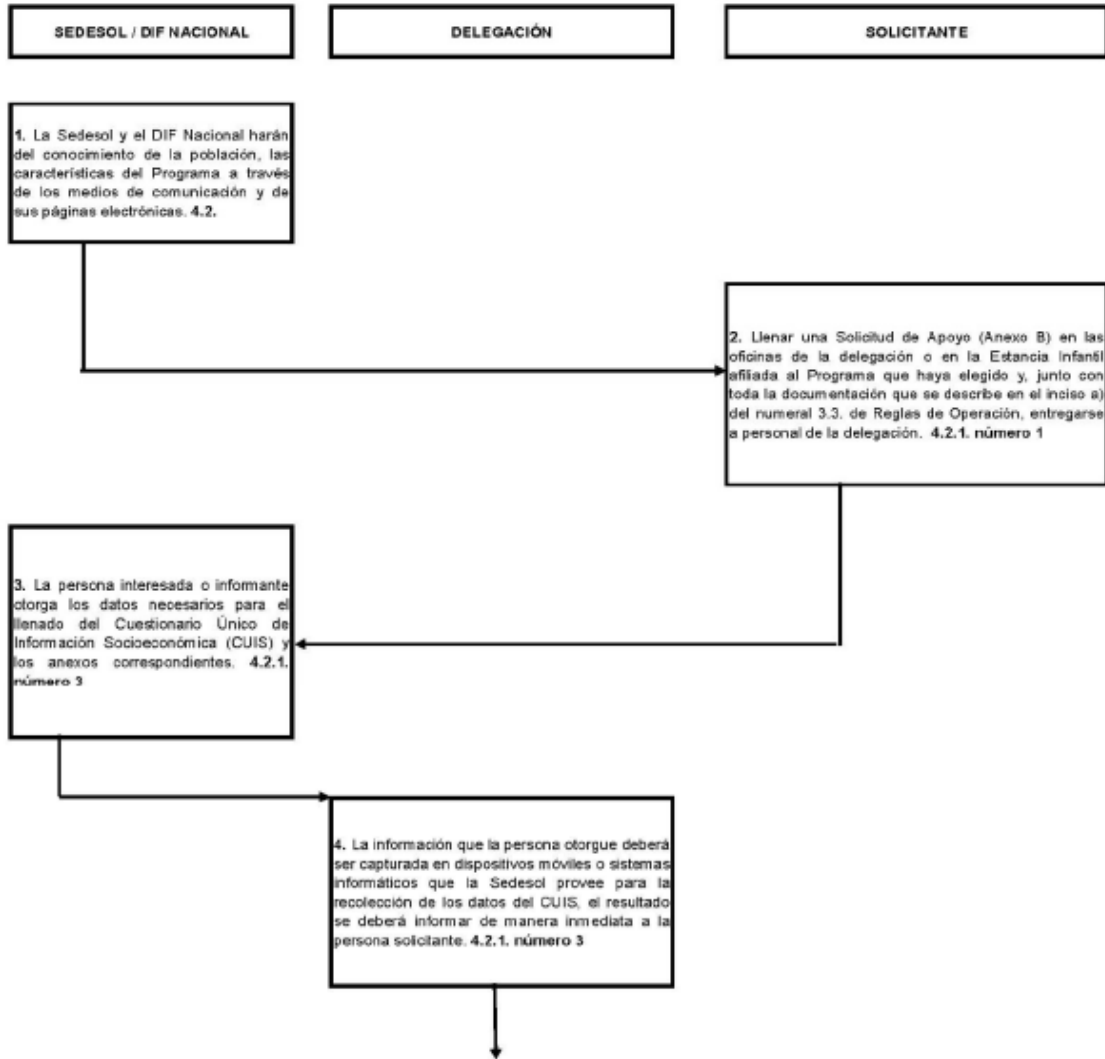 SEDESOL / DIF NACIONAL
DELEGACIÓN
SOLICITANTE
1. La Sedesol y el DIF Nacional harán
del conocimiento de la población, las
características del Programa a través
de los medios de comunicación y de
sus páginas electrónicas. 4.2.
2. Llenar una Solicitud de Apoyo (Anexo B) en las
oficinas de la delegación o en la Estancia Infantil
afiliada al Programa que haya elegido y, junto con
toda la documentación que se describe en el inciso a)
del numeral 3.3. de Reglas de Operación, entregarse
a personal de la delegación. 4.2.1. número 1
3. La persona interesada o informante
otorga los datos necesarios para el
llenado del Cuestionario Único de
Información Socioeconómica (CUIS) y
los anexos correspondientes. 4.2.1.
número 3
4. La información que la persona otorgue deberá
ser capturada en dispositivos móviles o sistemas
informáticos que la Sedesol provee para la
recolección de los datos del CUIS, el resultado
se deberá informar de manera inmediata a la
persona solicitante. 4.2.1. número 3